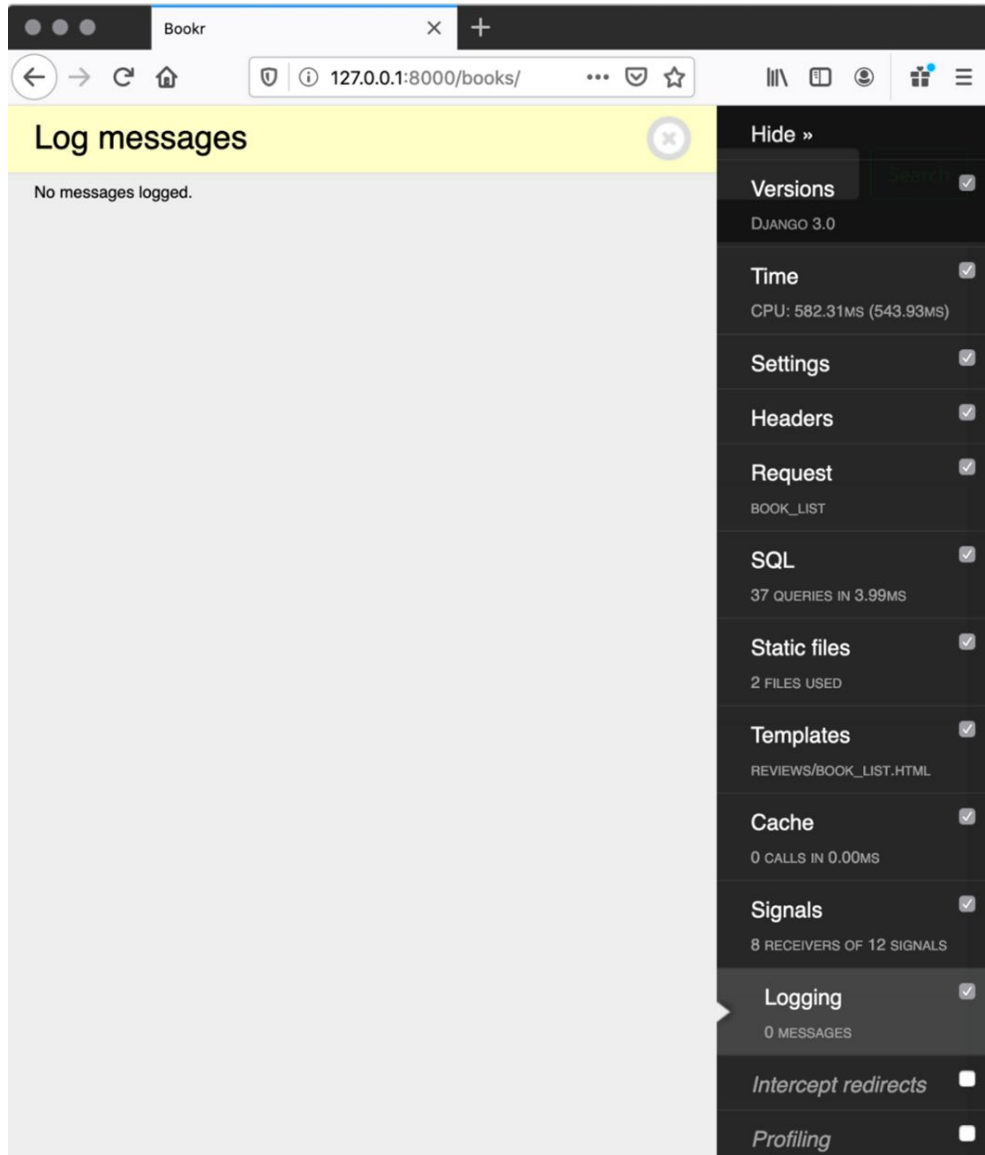 Bookr
127.0.0.1:8000/books/
Log messages
No messages logged.
Hide »
Search
Versions
DJANGO 3.0
Time
CPU: 582.31MS (543.93MS)
Settings
Headers
Request
BOOK_LIST
SQL
37 QUERIES IN 3.99MS
Static files
2 FILES USED
Templates
REVIEWS/BOOK_LIST.HTML
Cache
0 CALLS IN 0.00MS
Signals
8 RECEIVERS OF 12 SIGNALS
Logging
0 MESSAGES
Intercept redirects
Profiling